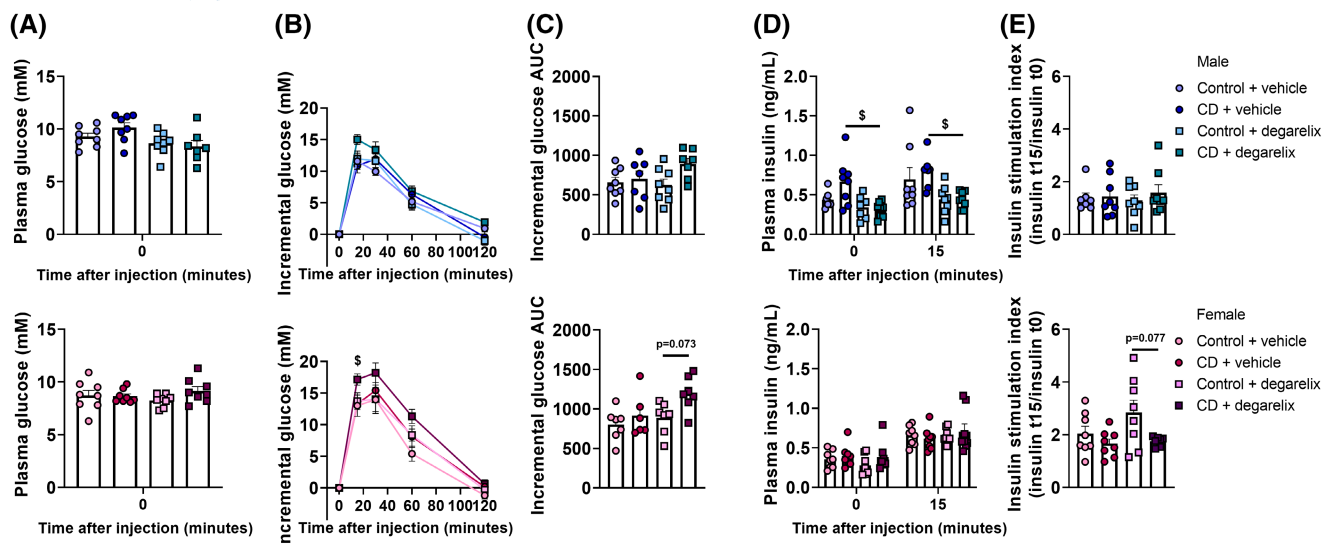 (A)
(B)
(C)
(D)
(E)
Plasma glucose (mM)
15
10
5
0
0
Time after injection (minutes)
Incremental glucose (mM)
20
15
10
5
0
0 20 40 60 80 100 120
Time after injection (minutes)
Incremental glucose AUC
2000
1500
1000
500
0
Plasma insulin (ng/mL)
2.0
1.5
1.0
0.5
0.0
$
$
0 15
Time after injection (minutes)
Insulin stimulation index
(insulin t15/insulin t0)
6
4
2
0
Male
Control + vehicle
CD + vehicle
Control + degarelix
CD + degarelix
Plasma glucose (mM)
15
10
5
0
0
Time after injection (minutes)
Incremental glucose (mM)
20
15
10
5
0
$
0 20 40 60 80 100 120
Time after injection (minutes)
Incremental glucose AUC
2000
1500
1000
500
0
p=0.073
Plasma insulin (ng/mL)
2.0
1.5
1.0
0.5
0.0
0 15
Time after injection (minutes)
Insulin stimulation index
(insulin t15/insulin t0)
6
4
2
0
p=0.077
Female
Control + vehicle
CD + vehicle
Control + degarelix
CD + degarelix